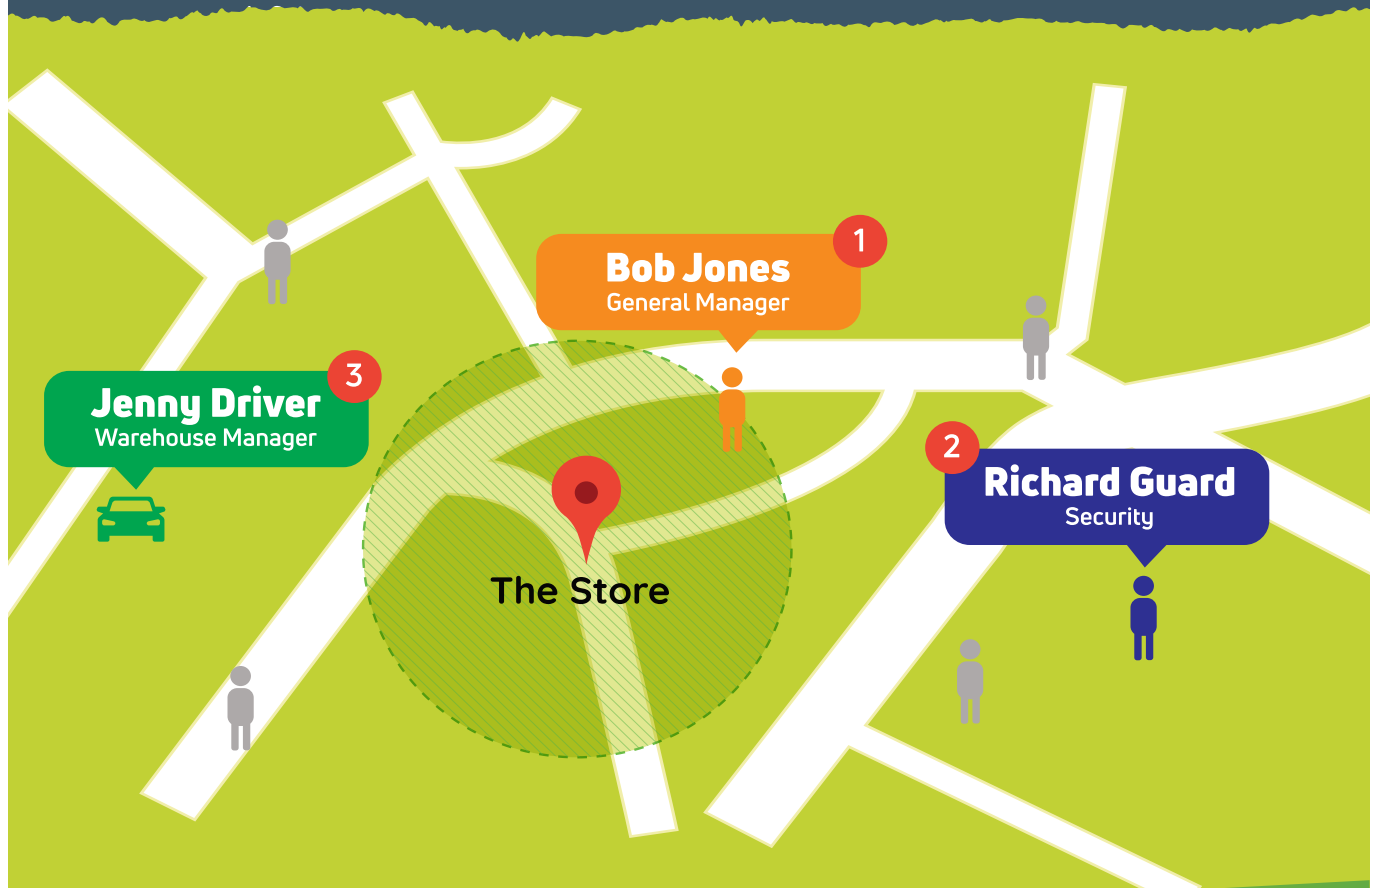 1
Bob Jones
General Manager
3
Jenny Driver
Warehouse Manager
2
Richard Guard
Security
The Store